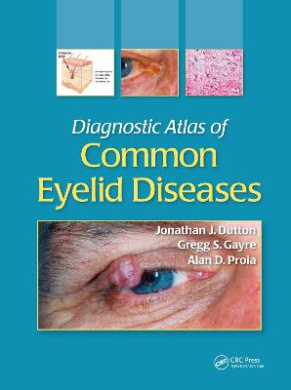 Diagnostic Atlas of
Common
Eyelid Diseases
Jonathan J. Dutton
Gregg S. Gayre
Alan D. Proia
CRC Press